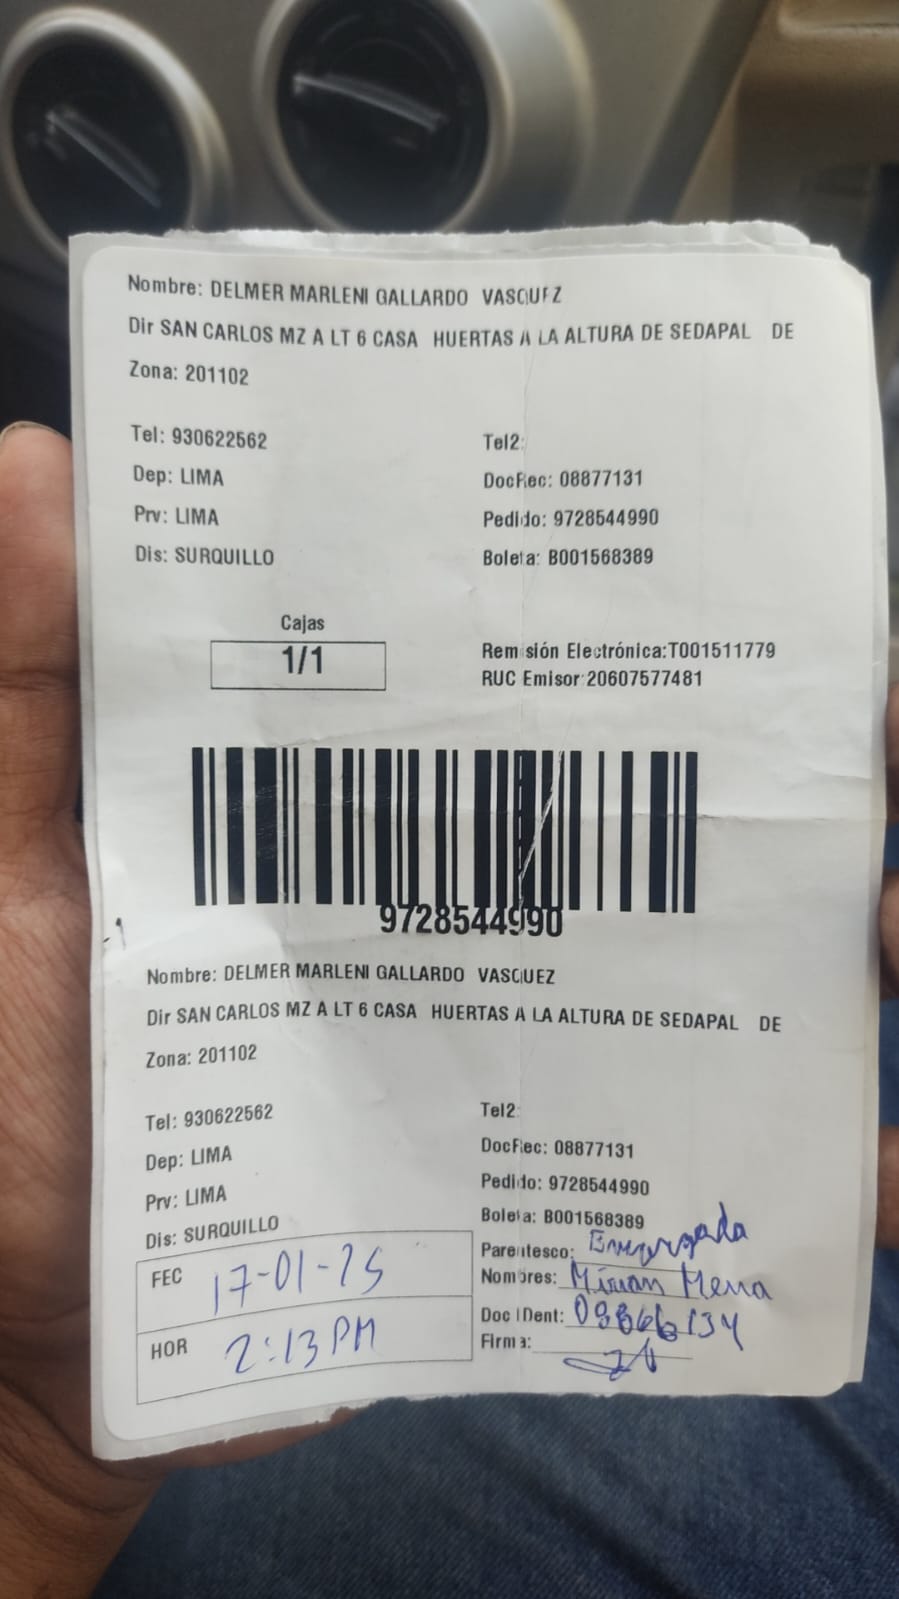 Nombre: DELMER MARLENI GALLARDO VASQUEZ
Dir SAN CARLOS MZ A LT 6 CASA HUERTAS A LA ALTURA DE SEDAPAL DE
Zona: 201102
Tel: 930622562 Tel2:
Dep: LIMA DocRec: 08877131
Prv: LIMA Pedido: 9728544990
Dis: SURQUILLO Boleta: B001568389
Cajas
1/1
Remisión Electrónica:T001511779
RUC Emisor:20607577481
9728544990
Nombre: DELMER MARLENI GALLARDO VASQUEZ
Dir SAN CARLOS MZ A LT 6 CASA HUERTAS A LA ALTURA DE SEDAPAL DE
Zona: 201102
Tel: 930622562 Tel2:
Dep: LIMA DocRec: 08877131
Prv: LIMA Pedido: 9728544990
Dis: SURQUILLO Boleta: B001568389
FEC 17-01-25
HOR 2:13 PM
Parentesco: Encargada
Nombres: Mirian Mena
Doc IDent:
Firma: